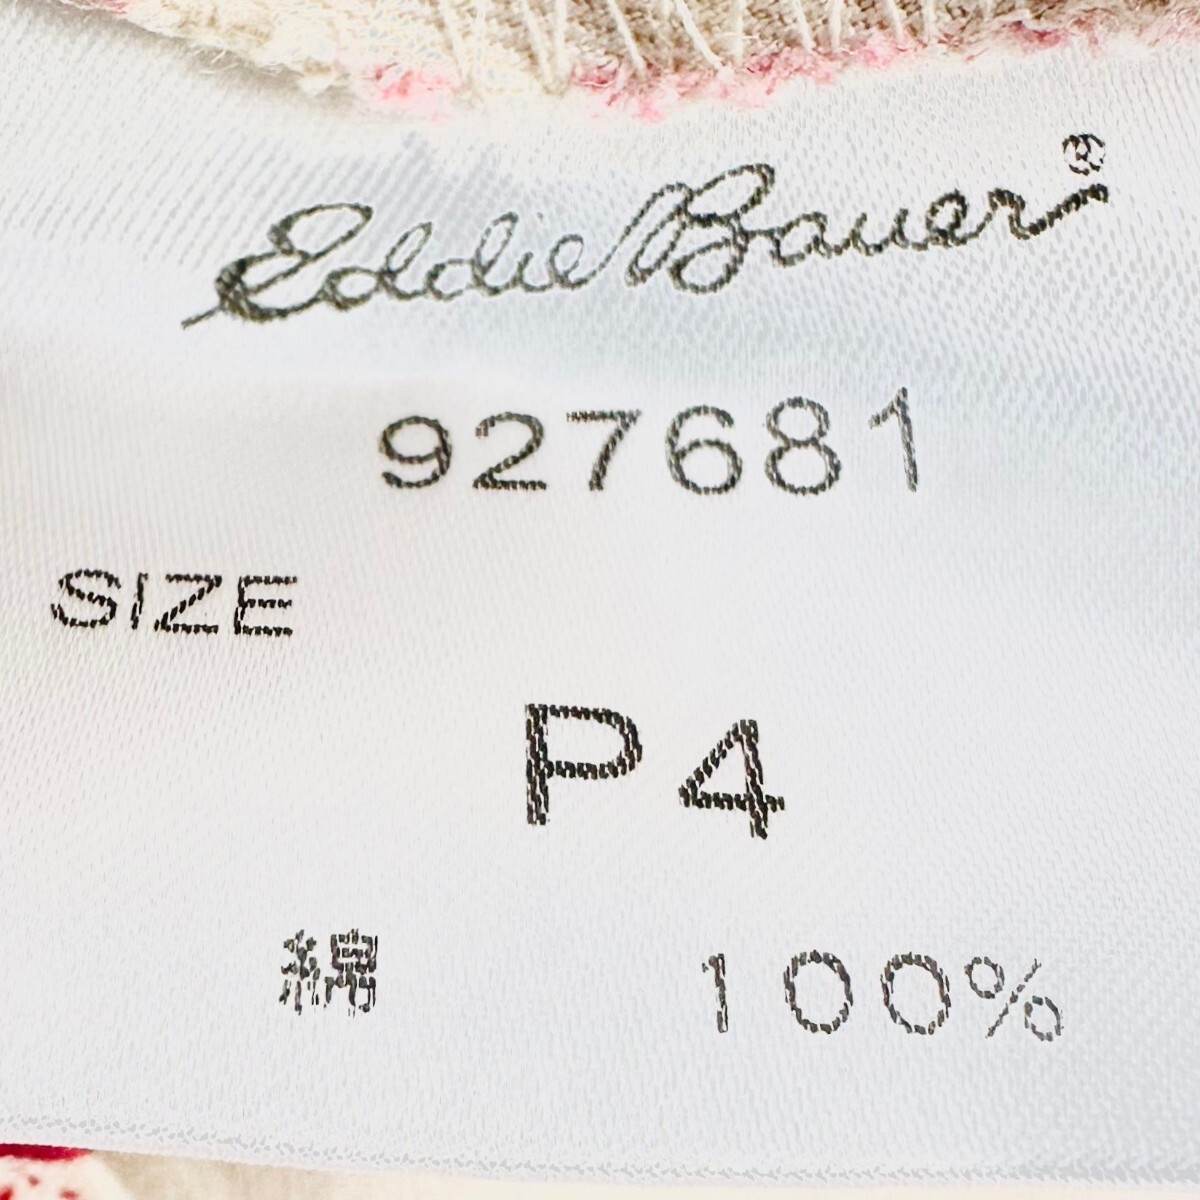 Eddie Bauer®
927681
SIZE
P4
綿 100%